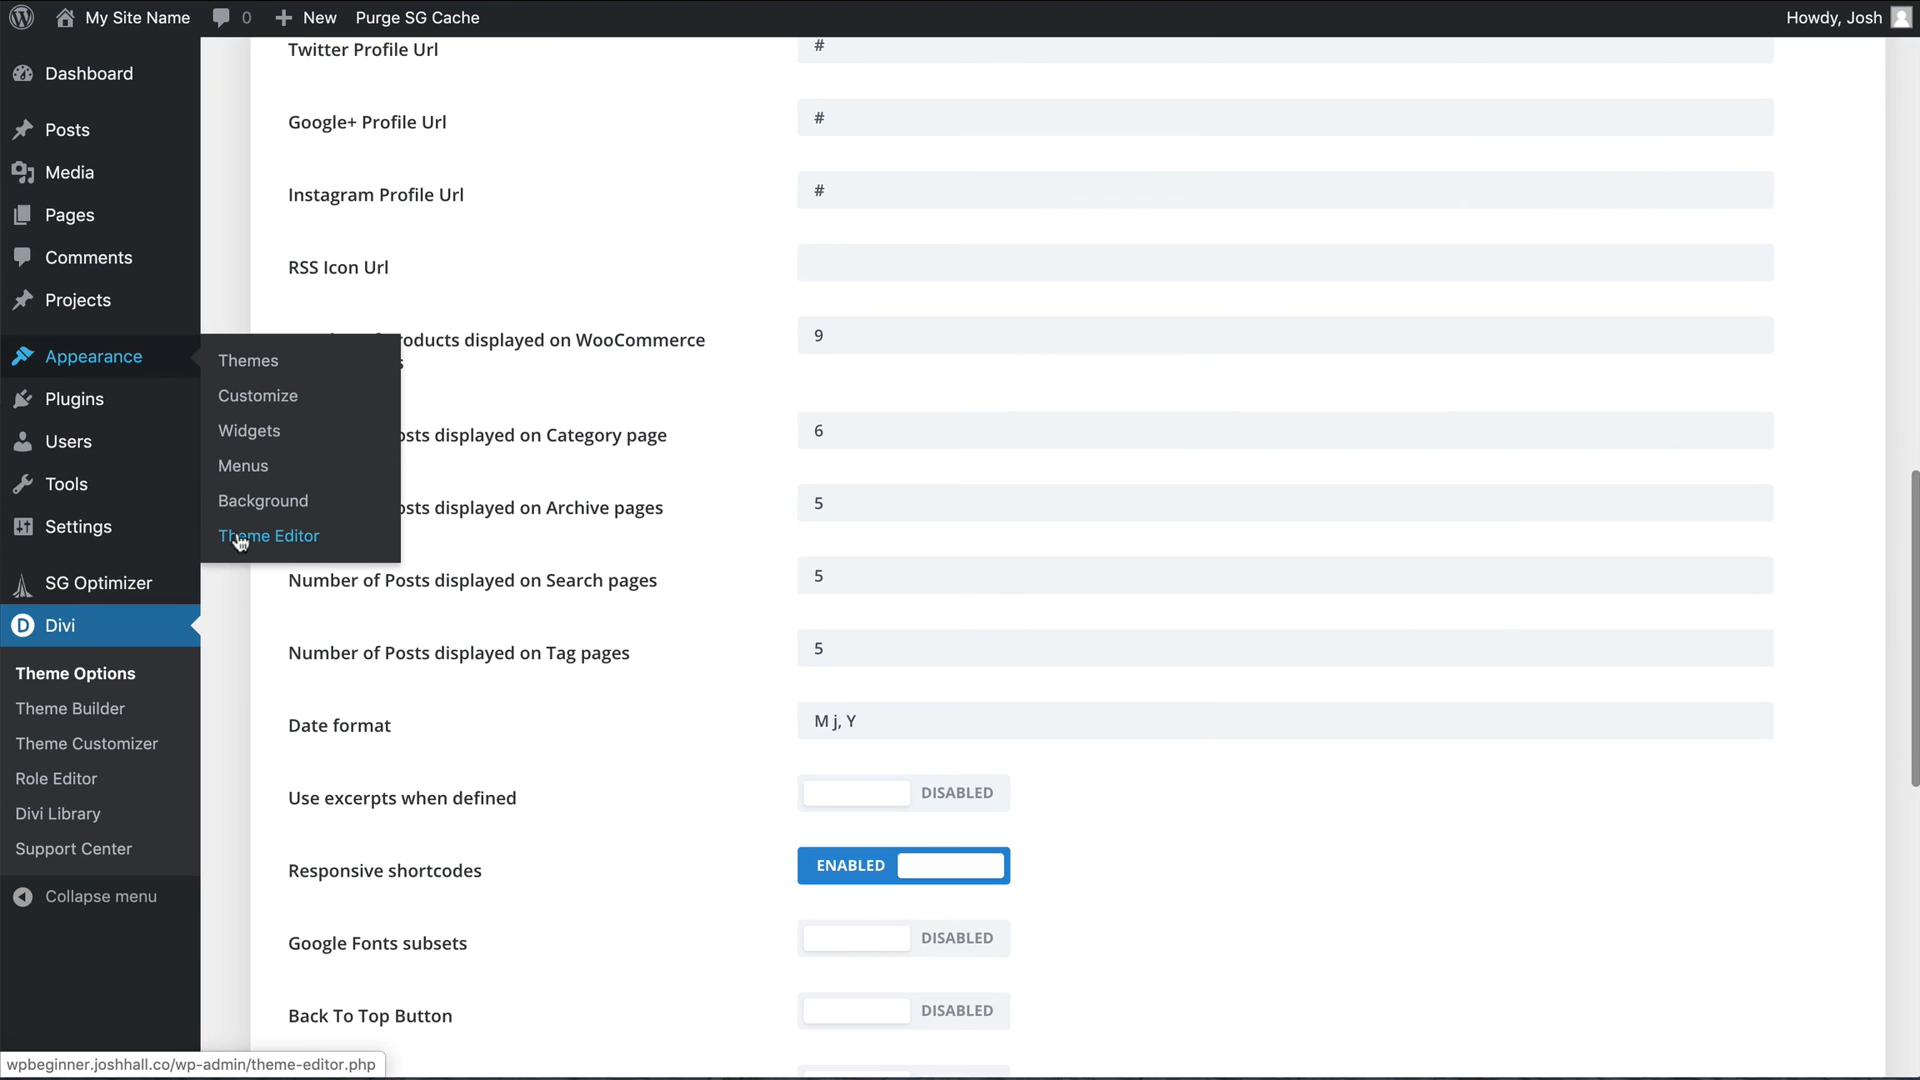 My Site Name
0
New
Purge SG Cache
Howdy, Josh
Dashboard
Posts
Media
Pages
Comments
Projects
Appearance
Plugins
Users
Tools
Settings
SG Optimizer
Divi
Theme Options
Theme Builder
Theme Customizer
Role Editor
Divi Library
Support Center
Collapse menu
Themes
Customize
Widgets
Menus
Background
Theme Editor
Twitter Profile Url
#
Google+ Profile Url
#
Instagram Profile Url
#
RSS Icon Url
displayed on WooCommerce
9
displayed on Category page
6
displayed on Archive pages
5
Number of Posts displayed on Search pages
5
Number of Posts displayed on Tag pages
5
Date format
M j, Y
Use excerpts when defined
DISABLED
Responsive shortcodes
ENABLED
Google Fonts subsets
DISABLED
Back To Top Button
DISABLED
wpbeginner.joshhall.co/wp-admin/theme-editor.php